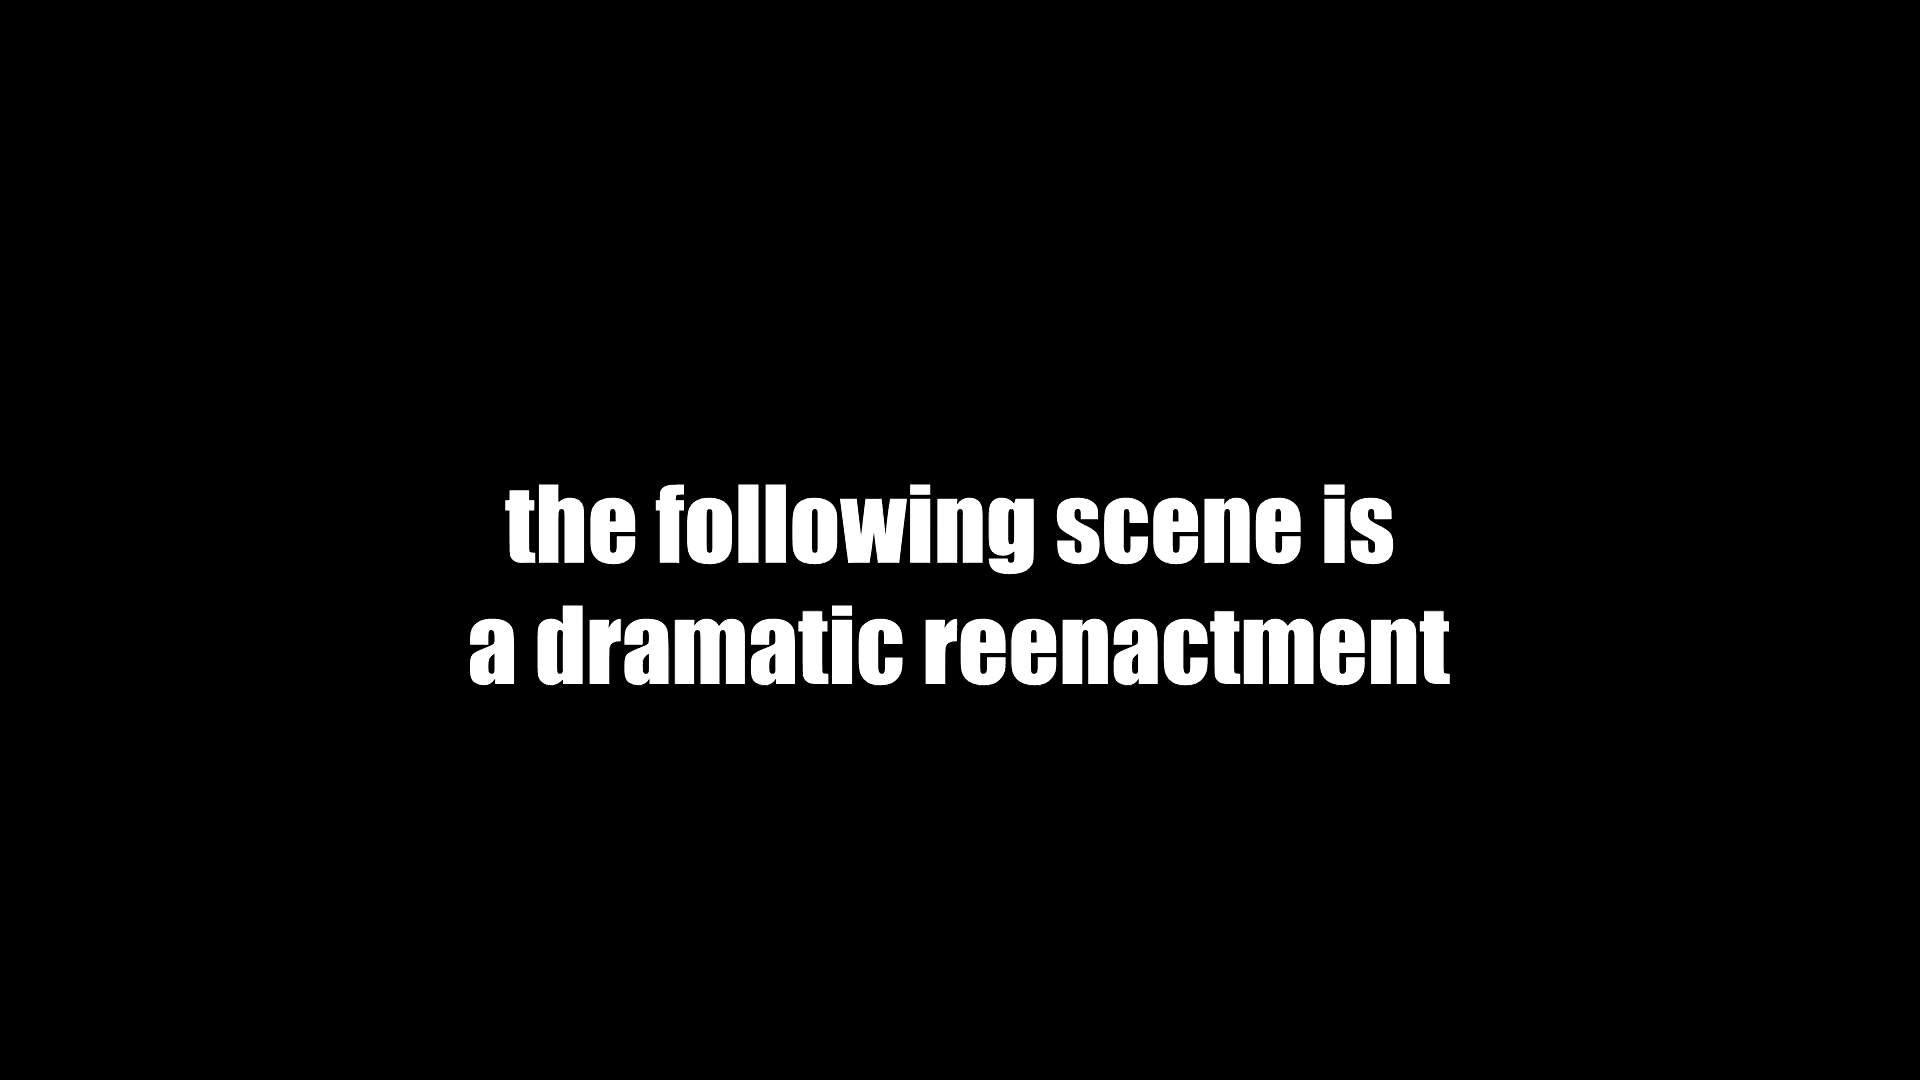 the following scene is
a dramatic reenactment